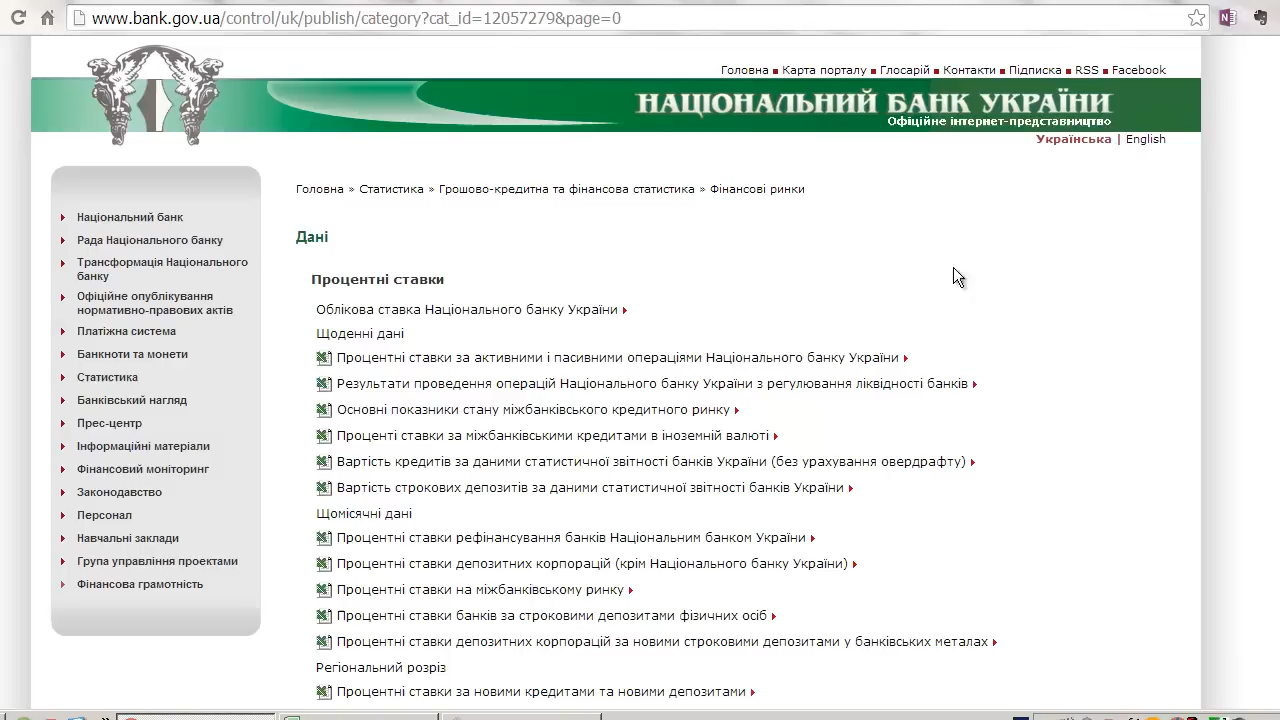 www.bank.gov.ua/control/uk/publish/category?cat_id=12057279&page=0
Головна Карта порталу Глосарій Контакти Підписка RSS Facebook
НАЦІОНАЛЬНИЙ БАНК УКРАЇНИ
Офіційне інтернет-представництво
Українська | English
Головна » Статистика » Грошово-кредитна та фінансова статистика » Фінансові ринки
Національний банк
Рада Національного банку
Трансформація Національного
банку
Офіційне опублікування
нормативно-правових актів
Платіжна система
Банкноти та монети
Статистика
Банківський нагляд
Прес-центр
Інформаційні матеріали
Фінансовий моніторинг
Законодавство
Персонал
Навчальні заклади
Група управління проектами
Фінансова грамотність
Дані
Процентні ставки
Облікова ставка Національного банку України
Щоденні дані
Процентні ставки за активними і пасивними операціями Національного банку України
Результати проведення операцій Національного банку України з регулювання ліквідності банків
Основні показники стану міжбанківського кредитного ринку
Проценті ставки за міжбанківськими кредитами в іноземній валюті
Вартість кредитів за даними статистичної звітності банків України (без урахування овердрафту)
Вартість строкових депозитів за даними статистичної звітності банків України
Щомісячні дані
Процентні ставки рефінансування банків Національним банком України
Процентні ставки депозитних корпорацій (крім Національного банку України)
Процентні ставки на міжбанківському ринку
Процентні ставки банків за строковими депозитами фізичних осіб
Процентні ставки депозитних корпорацій за новими строковими депозитами у банківських металах
Регіональний розріз
Процентні ставки за новими кредитами та новими депозитами